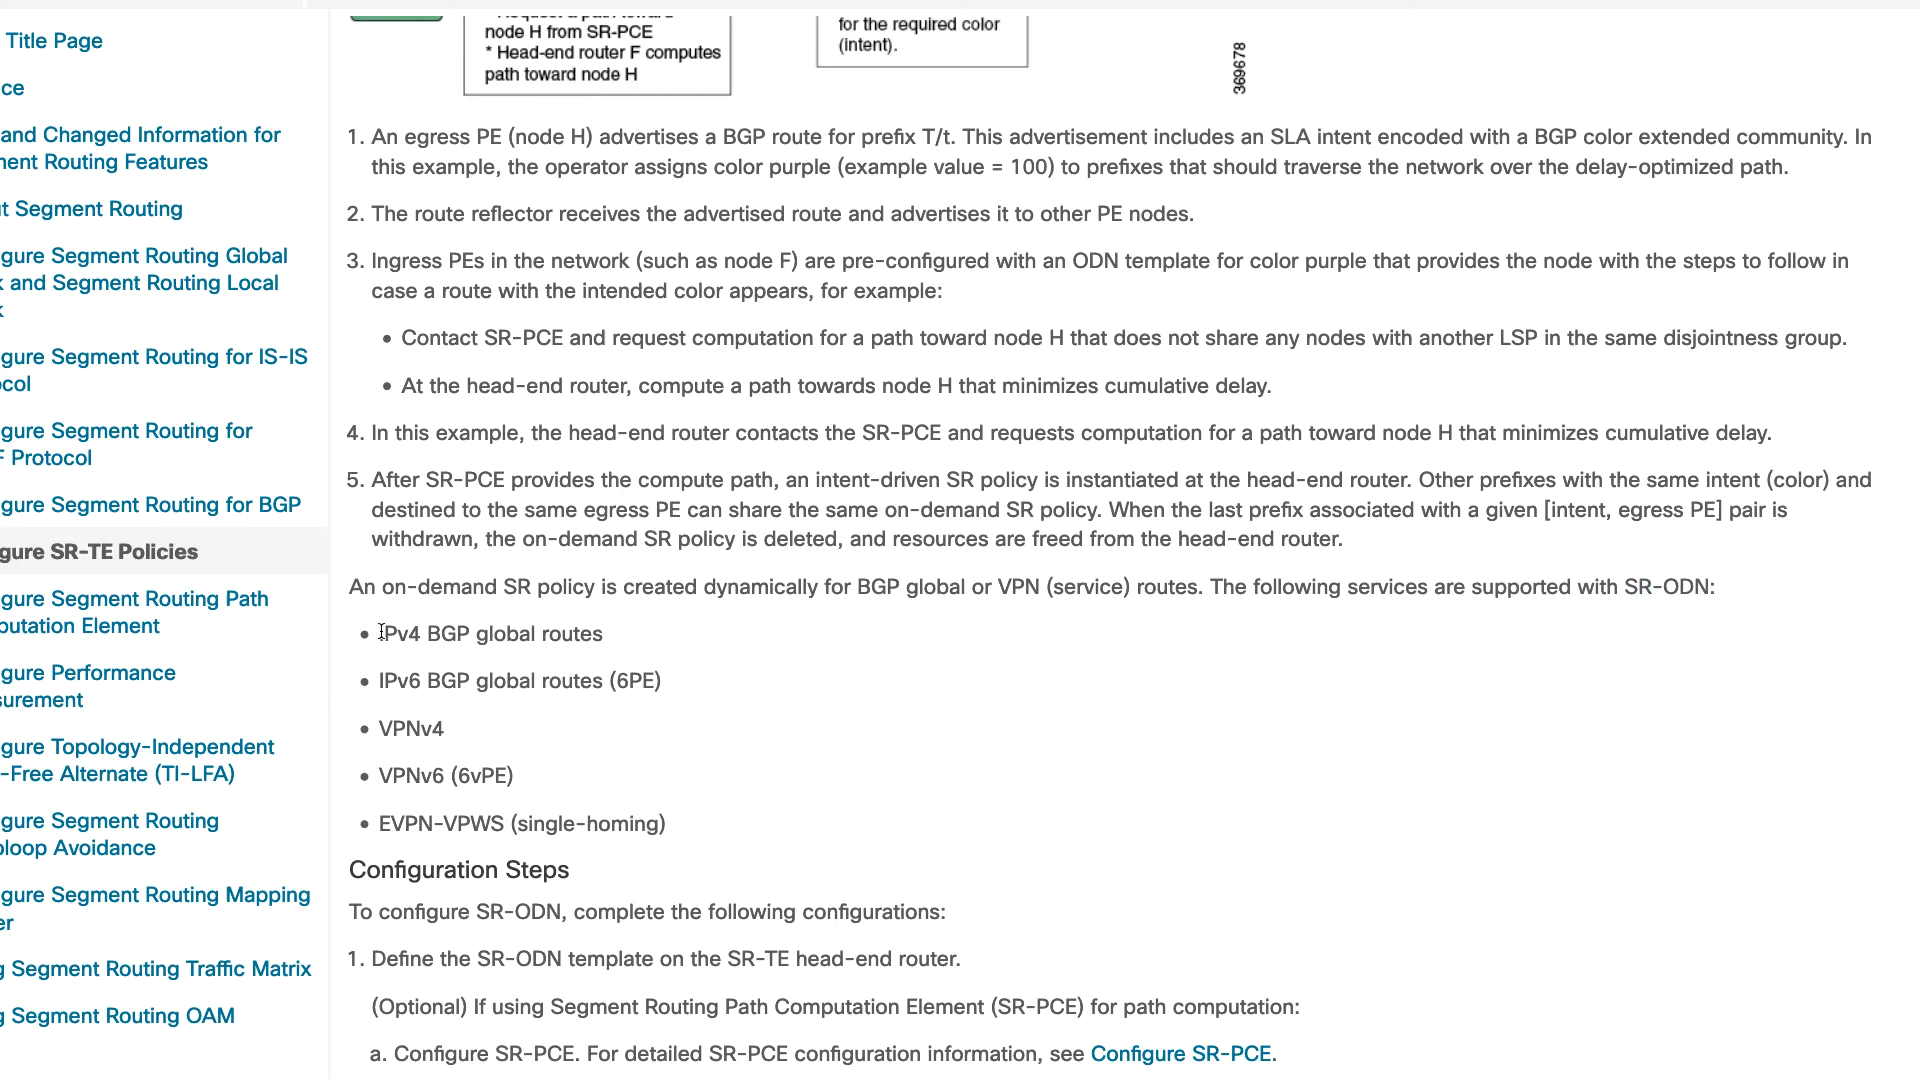 Title Page
ce
and Changed Information for
ment Routing Features
t Segment Routing
gure Segment Routing Global
k and Segment Routing Local
k
gure Segment Routing for IS-IS
ocol
gure Segment Routing for
F Protocol
gure Segment Routing for BGP
gure SR-TE Policies
gure Segment Routing Path
putation Element
gure Performance
surement
gure Topology-Independent
-Free Alternate (TI-LFA)
gure Segment Routing
oloop Avoidance
gure Segment Routing Mapping
er
g Segment Routing Traffic Matrix
g Segment Routing OAM
node H from SR-PCE
* Head-end router F computes
path toward node H
for the required color
(intent).
369678
1. An egress PE (node H) advertises a BGP route for prefix T/t. This advertisement includes an SLA intent encoded with a BGP color extended community. In
this example, the operator assigns color purple (example value = 100) to prefixes that should traverse the network over the delay-optimized path.
2. The route reflector receives the advertised route and advertises it to other PE nodes.
3. Ingress PEs in the network (such as node F) are pre-configured with an ODN template for color purple that provides the node with the steps to follow in
case a route with the intended color appears, for example:
• Contact SR-PCE and request computation for a path toward node H that does not share any nodes with another LSP in the same disjointness group.
• At the head-end router, compute a path towards node H that minimizes cumulative delay.
4. In this example, the head-end router contacts the SR-PCE and requests computation for a path toward node H that minimizes cumulative delay.
5. After SR-PCE provides the compute path, an intent-driven SR policy is instantiated at the head-end router. Other prefixes with the same intent (color) and
destined to the same egress PE can share the same on-demand SR policy. When the last prefix associated with a given [intent, egress PE] pair is
withdrawn, the on-demand SR policy is deleted, and resources are freed from the head-end router.
An on-demand SR policy is created dynamically for BGP global or VPN (service) routes. The following services are supported with SR-ODN:
• IPv4 BGP global routes
• IPv6 BGP global routes (6PE)
• VPNv4
• VPNv6 (6vPE)
• EVPN-VPWS (single-homing)
Configuration Steps
To configure SR-ODN, complete the following configurations:
1. Define the SR-ODN template on the SR-TE head-end router.
(Optional) If using Segment Routing Path Computation Element (SR-PCE) for path computation:
a. Configure SR-PCE. For detailed SR-PCE configuration information, see Configure SR-PCE.